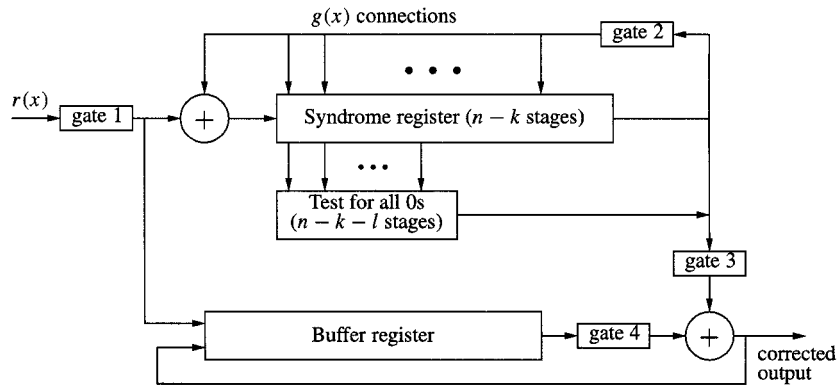 g(x) connections
gate 2
r(x)
gate 1
+
Syndrome register (n − k stages)
Test for all 0s
(n − k − l stages)
gate 3
Buffer register
gate 4
+
corrected
output